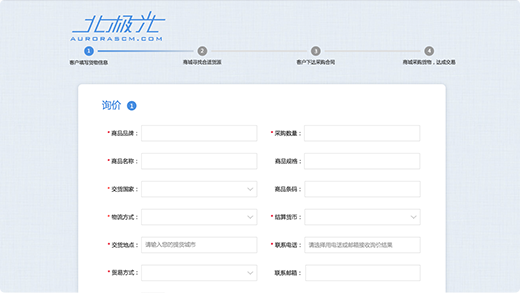 北极光
AURORASCM.COM
1 2 3 4
客户填写货物信息 商城寻找合适货源 客户下达采购合同 商城采购货物，达成交易
询价 1
* 商品品牌： * 采购数量：
* 商品名称： 商品规格：
* 交货国家： 商品条码：
* 物流方式： * 结算货币：
* 交货地点： 请输入您的提货城市 * 联系电话： 请选择用电话或邮箱接收询价结果
* 贸易方式： 联系邮箱：